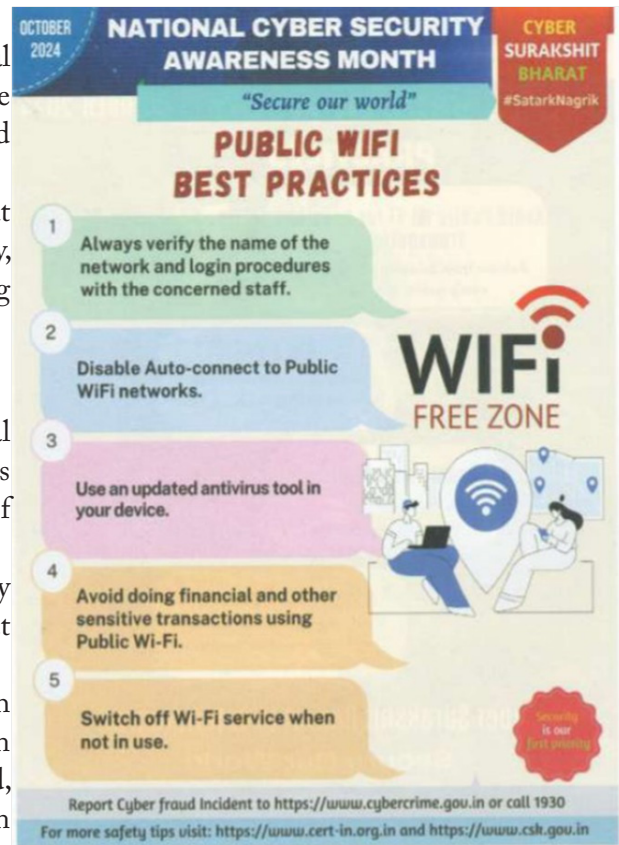 OCTOBER
2024
NATIONAL CYBER SECURITY
AWARENESS MONTH
CYBER
SURAKSHIT
BHARAT
#SatarkNagrik
“Secure our world”
PUBLIC WIFI
BEST PRACTICES
1
Always verify the name of the
network and login procedures
with the concerned staff.
2
Disable Auto-connect to Public
WiFi networks.
WIFi
FREE ZONE
3
Use an updated antivirus tool in
your device.
4
Avoid doing financial and other
sensitive transactions using
Public Wi-Fi.
5
Switch off Wi-Fi service when
not in use.
Security
is our
first priority
Report Cyber fraud Incident to https://www.cybercrime.gov.in or call 1930
For more safety tips visit: https://www.cert-in.org.in and https://www.csk.gov.in